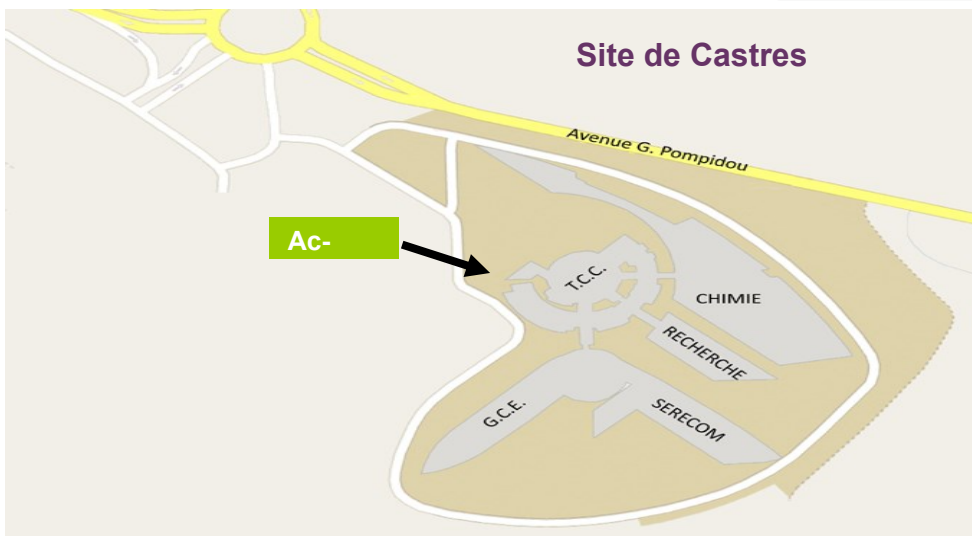 Site de Castres
Avenue G. Pompidou
Ac-
T.C.C.
CHIMIE
RECHERCHE
G.C.E.
SERECOM